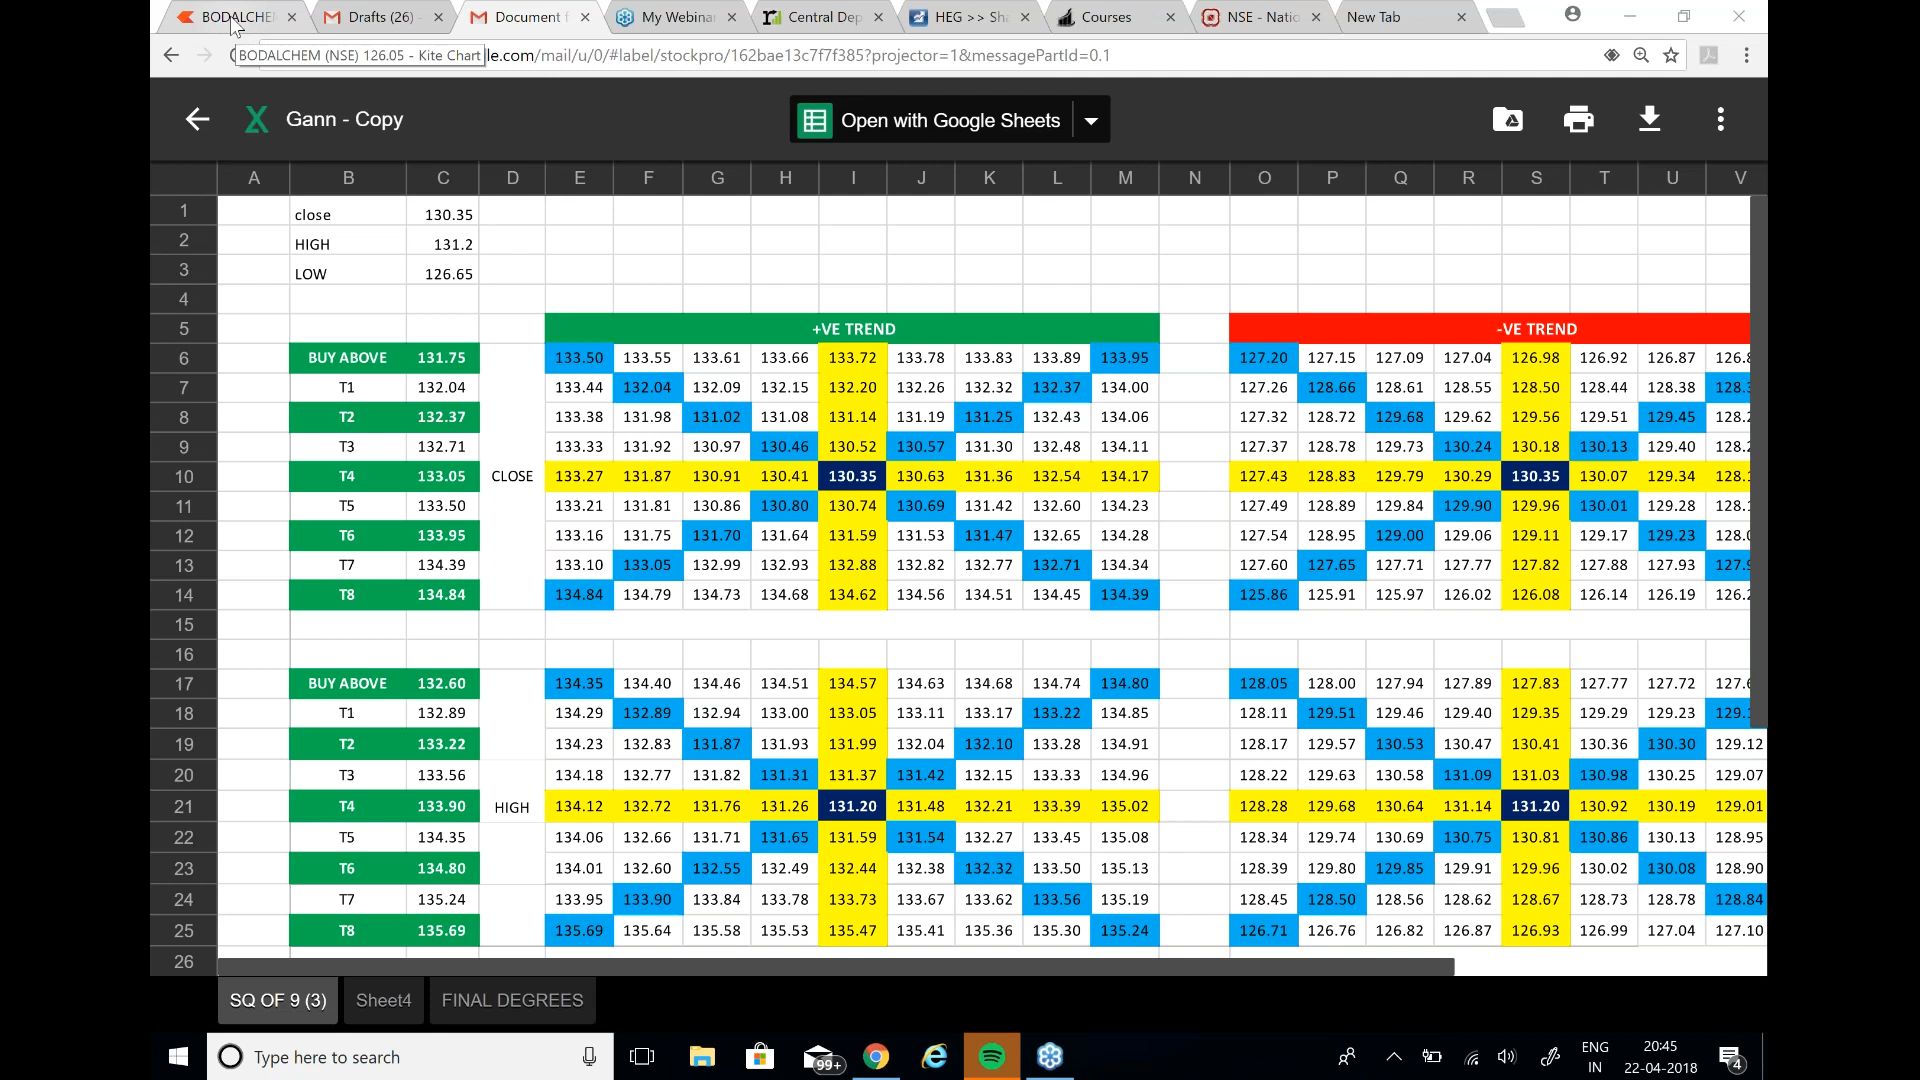 BODALCHE Drafts (26) - Document f My Webina Central Dep HEG >> Sha Courses NSE - Natio New Tab
BODALCHEM (NSE) 126.05 - Kite Chart le.com/mail/u/0/#label/stockpro/162bae13c7f7f385?projector=1&messagePartId=0.1
Gann - Copy Open with Google Sheets
A B C D E F G H I J K L M N O P Q R S T U V
1 close 130.35
2 HIGH 131.2
3 LOW 126.65
4
5 +VE TREND -VE TREND
6 BUY ABOVE 131.75 133.50 133.55 133.61 133.66 133.72 133.78 133.83 133.89 133.95 127.20 127.15 127.09 127.04 126.98 126.92 126.87
7 T1 132.04 133.44 132.04 132.09 132.15 132.20 132.26 132.32 132.37 134.00 127.26 128.66 128.61 128.55 128.50 128.44 128.38
8 T2 132.37 133.38 131.98 131.02 131.08 131.14 131.19 131.25 132.43 134.06 127.32 128.72 129.68 129.62 129.56 129.51 129.45
9 T3 132.71 133.33 131.92 130.97 130.46 130.52 130.57 131.30 132.48 134.11 127.37 128.78 129.73 130.24 130.18 130.13 129.40
10 T4 133.05 CLOSE 133.27 131.87 130.91 130.41 130.35 130.63 131.36 132.54 134.17 127.43 128.83 129.79 130.29 130.35 130.07 129.34
11 T5 133.50 133.21 131.81 130.86 130.80 130.74 130.69 131.42 132.60 134.23 127.49 128.89 129.84 129.90 129.96 130.01 129.28
12 T6 133.95 133.16 131.75 131.70 131.64 131.59 131.53 131.47 132.65 134.28 127.54 128.95 129.00 129.06 129.11 129.17 129.23
13 T7 134.39 133.10 133.05 132.99 132.93 132.88 132.82 132.77 132.71 134.34 127.60 127.65 127.71 127.77 127.82 127.88 127.93
14 T8 134.84 134.84 134.79 134.73 134.68 134.62 134.56 134.51 134.45 134.39 125.86 125.91 125.97 126.02 126.08 126.14 126.19
15
16
17 BUY ABOVE 132.60 134.35 134.40 134.46 134.51 134.57 134.63 134.68 134.74 134.80 128.05 128.00 127.94 127.89 127.83 127.77 127.72
18 T1 132.89 134.29 132.89 132.94 133.00 133.05 133.11 133.17 133.22 134.85 128.11 129.51 129.46 129.40 129.35 129.29 129.23
19 T2 133.22 134.23 132.83 131.87 131.93 131.99 132.04 132.10 133.28 134.91 128.17 129.57 130.53 130.47 130.41 130.36 130.30 129.12
20 T3 133.56 134.18 132.77 131.82 131.31 131.37 131.42 132.15 133.33 134.96 128.22 129.63 130.58 131.09 131.03 130.98 130.25 129.07
21 T4 133.90 HIGH 134.12 132.72 131.76 131.26 131.20 131.48 132.21 133.39 135.02 128.28 129.68 130.64 131.14 131.20 130.92 130.19 129.01
22 T5 134.35 134.06 132.66 131.71 131.65 131.59 131.54 132.27 133.45 135.08 128.34 129.74 130.69 130.75 130.81 130.86 130.13 128.95
23 T6 134.80 134.01 132.60 132.55 132.49 132.44 132.38 132.32 133.50 135.13 128.39 129.80 129.85 129.91 129.96 130.02 130.08 128.90
24 T7 135.24 133.95 133.90 133.84 133.78 133.73 133.67 133.62 133.56 135.19 128.45 128.50 128.56 128.62 128.67 128.73 128.78 128.84
25 T8 135.69 135.69 135.64 135.58 135.53 135.47 135.41 135.36 135.30 135.24 126.71 126.76 126.82 126.87 126.93 126.99 127.04 127.10
26
SQ OF 9 (3) Sheet4 FINAL DEGREES
Type here to search 99+ ENG 20:45
IN 22-04-2018 4